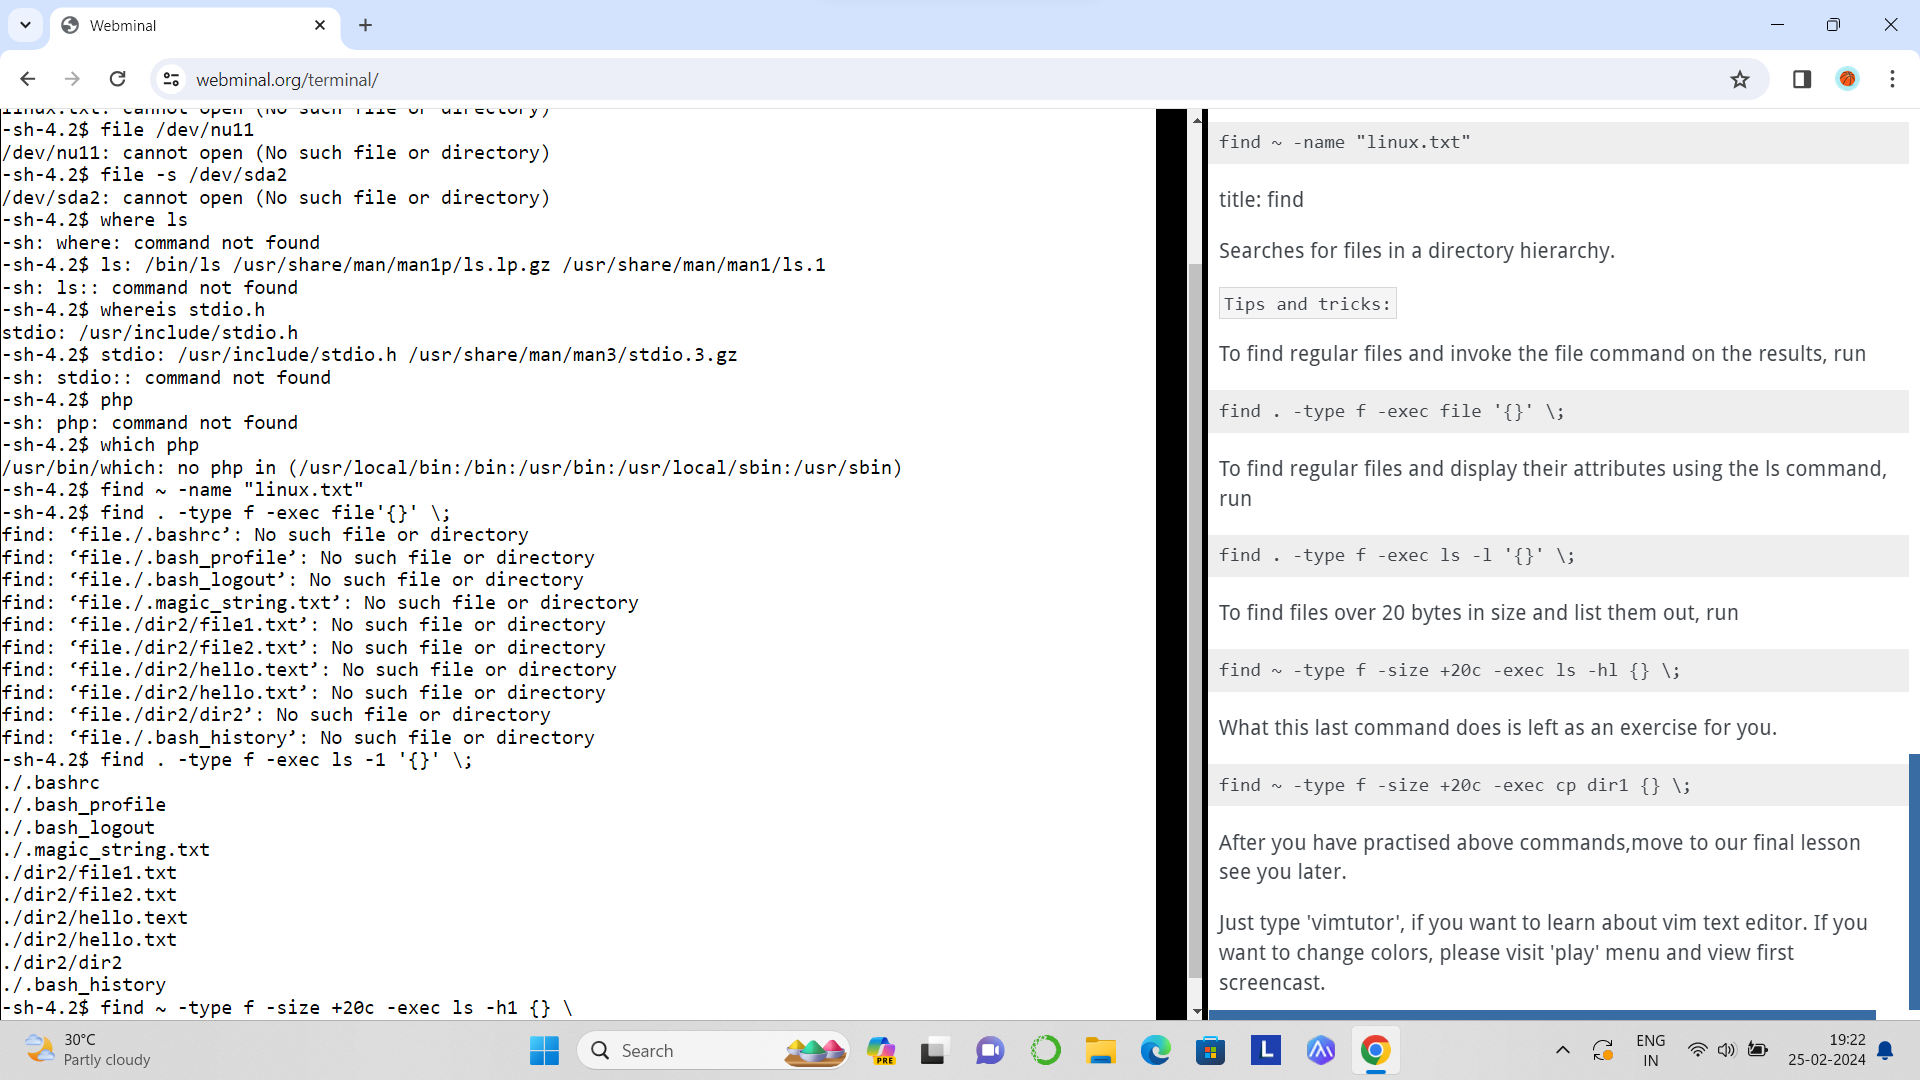 Webminal
webminal.org/terminal/
linux.txt: cannot open (No such file or directory)
-sh-4.2$ file /dev/nu11
/dev/nu11: cannot open (No such file or directory)
-sh-4.2$ file -s /dev/sda2
/dev/sda2: cannot open (No such file or directory)
-sh-4.2$ where ls
-sh: where: command not found
-sh-4.2$ ls: /bin/ls /usr/share/man/man1p/ls.lp.gz /usr/share/man/man1/ls.1
-sh: ls:: command not found
-sh-4.2$ whereis stdio.h
stdio: /usr/include/stdio.h
-sh-4.2$ stdio: /usr/include/stdio.h /usr/share/man/man3/stdio.3.gz
-sh: stdio:: command not found
-sh-4.2$ php
-sh: php: command not found
-sh-4.2$ which php
/usr/bin/which: no php in (/usr/local/bin:/bin:/usr/bin:/usr/local/sbin:/usr/sbin)
-sh-4.2$ find ~ -name "linux.txt"
-sh-4.2$ find . -type f -exec file'{}' \;
find: ‘file./.bashrc’: No such file or directory
find: ‘file./.bash_profile’: No such file or directory
find: ‘file./.bash_logout’: No such file or directory
find: ‘file./.magic_string.txt’: No such file or directory
find: ‘file./dir2/file1.txt’: No such file or directory
find: ‘file./dir2/file2.txt’: No such file or directory
find: ‘file./dir2/hello.text’: No such file or directory
find: ‘file./dir2/hello.txt’: No such file or directory
find: ‘file./dir2/dir2’: No such file or directory
find: ‘file./.bash_history’: No such file or directory
-sh-4.2$ find . -type f -exec ls -1 '{}' \;
./.bashrc
./.bash_profile
./.bash_logout
./.magic_string.txt
./dir2/file1.txt
./dir2/file2.txt
./dir2/hello.text
./dir2/hello.txt
./dir2/dir2
./.bash_history
-sh-4.2$ find ~ -type f -size +20c -exec ls -h1 {} \
find ~ -name "linux.txt"
title: find
Searches for files in a directory hierarchy.
Tips and tricks:
To find regular files and invoke the file command on the results, run
find . -type f -exec file '{}' \;
To find regular files and display their attributes using the ls command,
run
find . -type f -exec ls -l '{}' \;
To find files over 20 bytes in size and list them out, run
find ~ -type f -size +20c -exec ls -hl {} \;
What this last command does is left as an exercise for you.
find ~ -type f -size +20c -exec cp dir1 {} \;
After you have practised above commands,move to our final lesson
see you later.
Just type 'vimtutor', if you want to learn about vim text editor. If you
want to change colors, please visit 'play' menu and view first
screencast.
30°C
Partly cloudy
Search
PRE
L
ENG
IN
19:22
25-02-2024